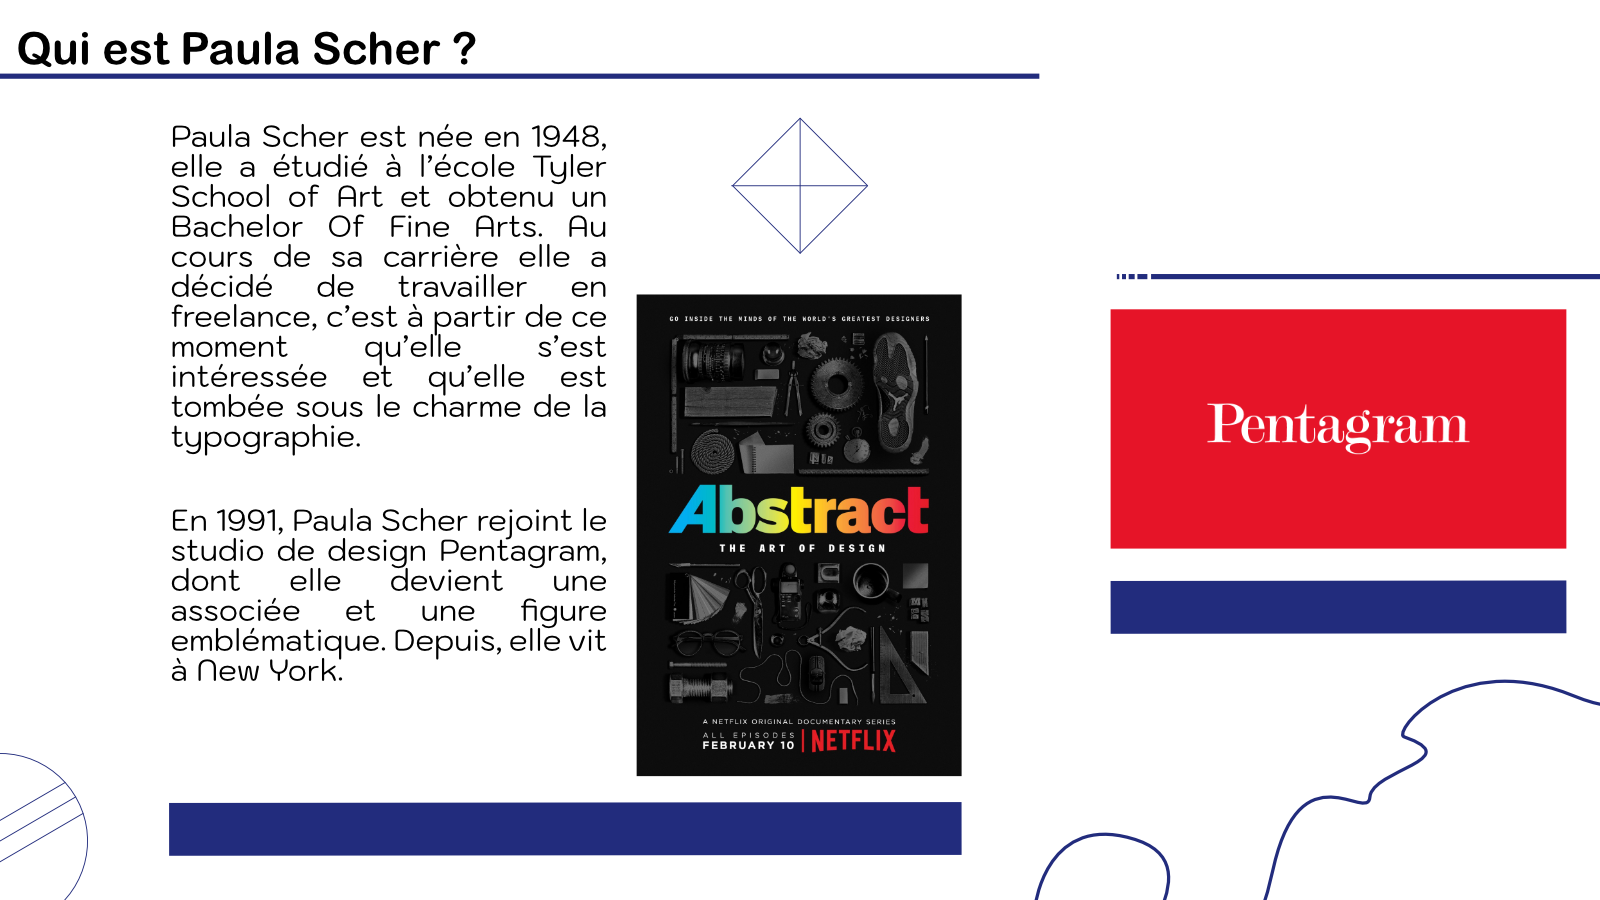 Qui est Paula Scher ?
Paula Scher est née en 1948,
elle a étudié à l’école Tyler
School of Art et obtenu un
Bachelor Of Fine Arts. Au
cours de sa carrière elle a
décidé de travailler en
freelance, c’est à partir de ce
moment qu’elle s’est
intéressée et qu’elle est
tombée sous le charme de la
typographie.
En 1991, Paula Scher rejoint le
studio de design Pentagram,
dont elle devient une
associée et une figure
emblématique. Depuis, elle vit
à New York.
GO INSIDE THE MINDS OF THE WORLD'S GREATEST DESIGNERS
Abstract
THE ART OF DESIGN
A NETFLIX ORIGINAL DOCUMENTARY SERIES
ALL EPISODES
FEBRUARY 10 | NETFLIX
Pentagram